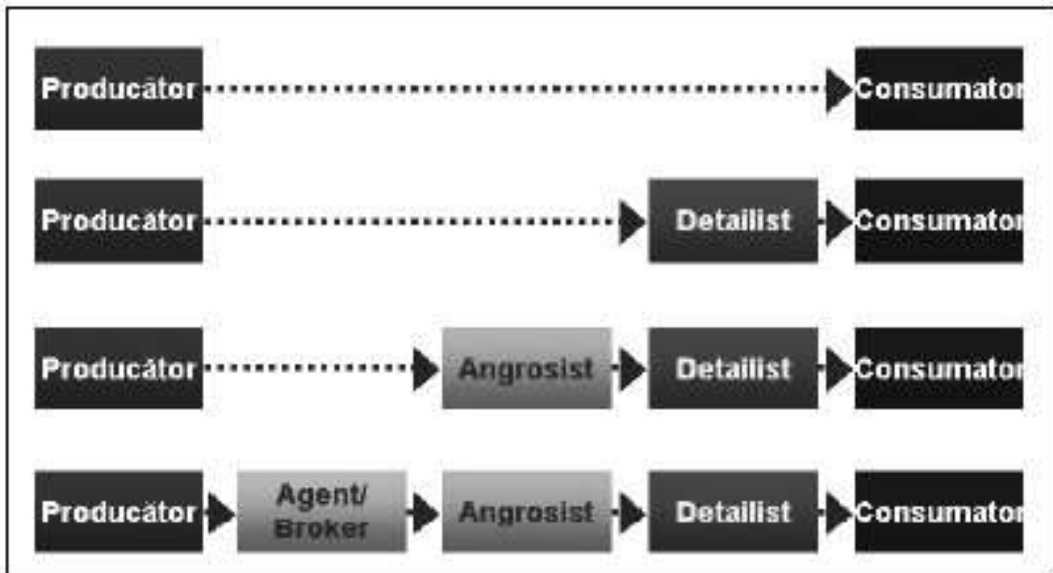 Producător Consumator
Producător Detailist Consumator
Producător Angrosist Detailist Consumator
Producător Agent/ Broker Angrosist Detailist Consumator